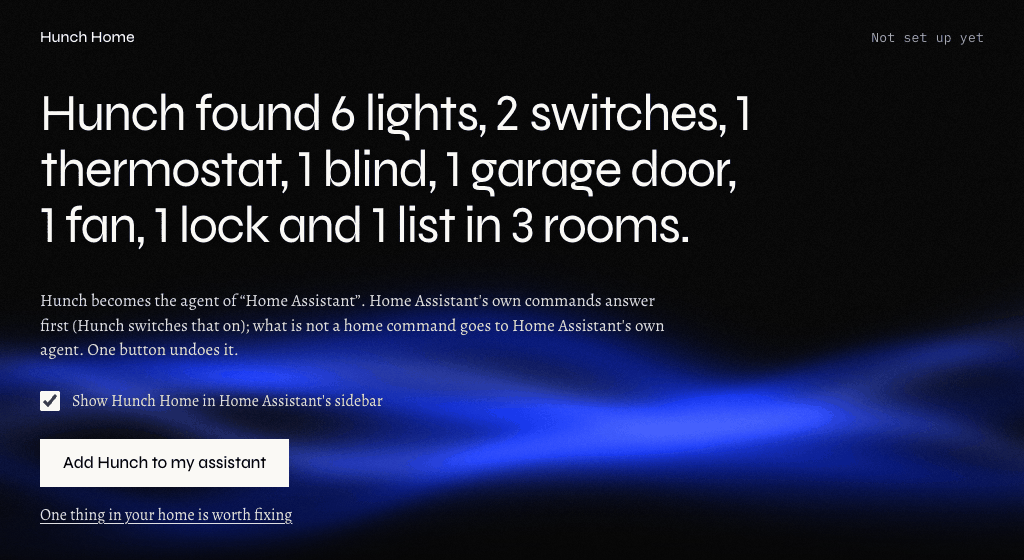 Hunch Home
Not set up yet
Hunch found 6 lights, 2 switches, 1
thermostat, 1 blind, 1 garage door,
1 fan, 1 lock and 1 list in 3 rooms.
Hunch becomes the agent of “Home Assistant”. Home Assistant's own commands answer
first (Hunch switches that on); what is not a home command goes to Home Assistant's own
agent. One button undoes it.
Show Hunch Home in Home Assistant's sidebar
Add Hunch to my assistant
One thing in your home is worth fixing